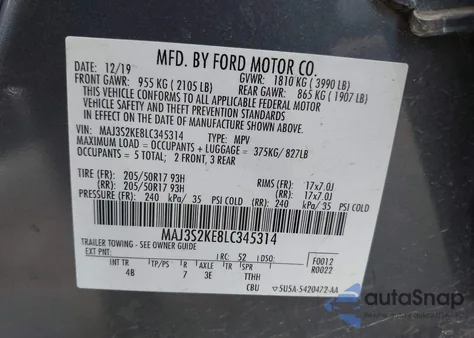 MFD. BY FORD MOTOR CO.
DATE: 12/19 GVWR: 1810 KG ( 3990 LB)
FRONT GAWR: 955 KG ( 2105 LB) REAR GAWR: 865 KG ( 1907 LB)
THIS VEHICLE CONFORMS TO ALL APPLICABLE FEDERAL MOTOR
VEHICLE SAFETY AND THEFT PREVENTION STANDARDS
IN EFFECT ON THE DATE OF MANUFACTURE SHOWN ABOVE.
VIN: MAJ3S2KE8LC345314 TYPE: MPV
MAXIMUM LOAD = OCCUPANTS + LUGGAGE = 375KG/ 827LB
OCCUPANTS = 5 TOTAL; 2 FRONT, 3 REAR
TIRE (FR): 205/50R17 93H RIMS (FR): 17x7.0J
(RR): 205/50R17 93H (RR): 17x7.0J
PRESSURE (FR): 240 kPa/ 35 PSI COLD (RR): 240 kPa/ 35 PSI COLD
MAJ3S2KE8LC345314
TRAILER TOWING - SEE OWNER GUIDE
EXT PNT: RC: 52 DSO: F0012
R0022
INT TR TP/PS R AXLE TR SPR
4B 7 3E TTHH
CBU 5U5A-5420472-AA
autoSnap